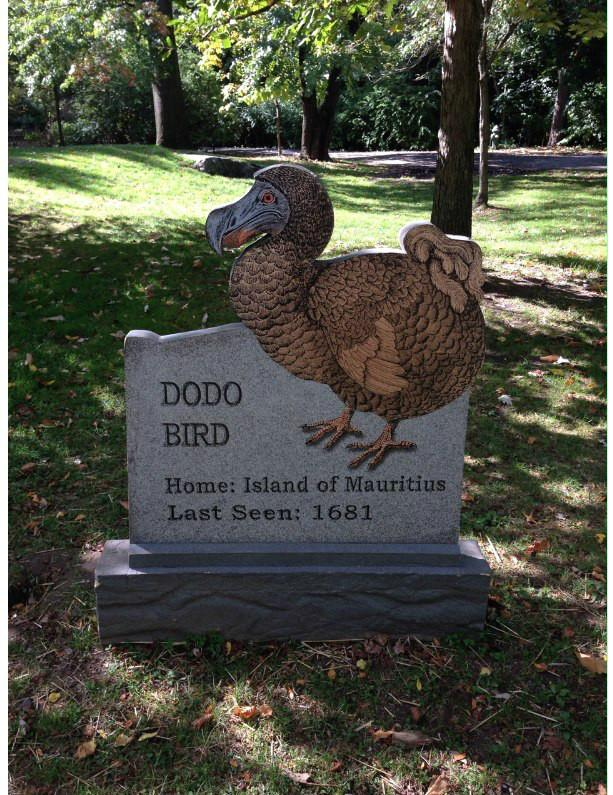 DODO
BIRD
Home: Island of Mauritius
Last Seen: 1681